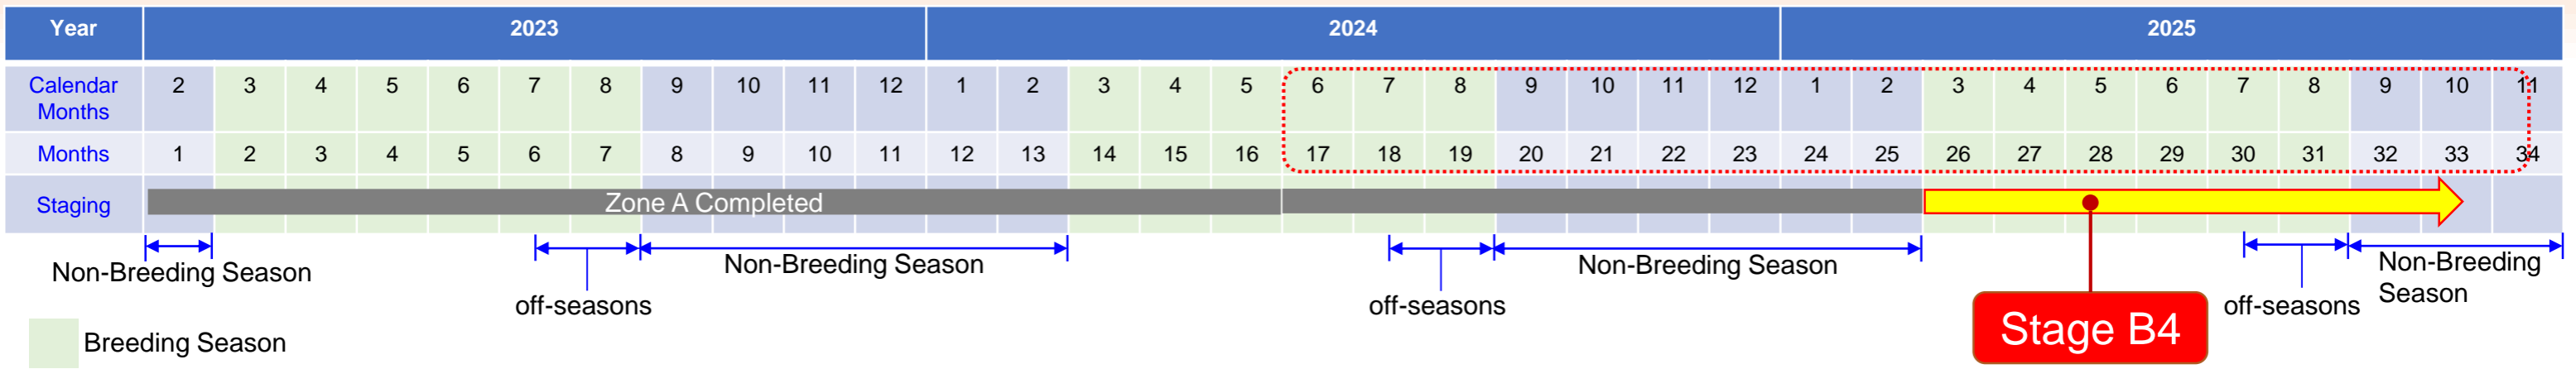 Year 2023 2024 2025
Calendar Months 2 3 4 5 6 7 8 9 10 11 12 1 2 3 4 5 6 7 8 9 10 11 12 1 2 3 4 5 6 7 8 9 10 11
Months 1 2 3 4 5 6 7 8 9 10 11 12 13 14 15 16 17 18 19 20 21 22 23 24 25 26 27 28 29 30 31 32 33 34
Staging Zone A Completed
Non-Breeding Season
off-seasons
Non-Breeding Season
off-seasons
Non-Breeding Season
Stage B4
off-seasons
Non-Breeding
Season
Breeding Season